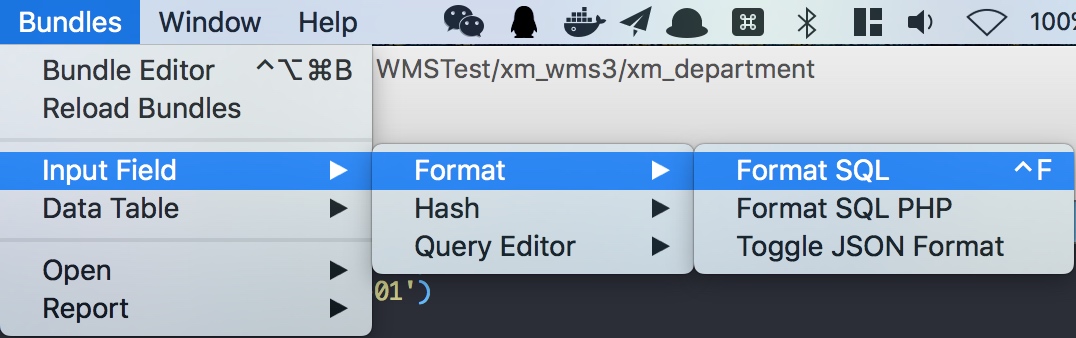 Bundles Window Help 100%
Bundle Editor ⌃⌥⌘B
WMSTest/xm_wms3/xm_department
Reload Bundles
Input Field ▶ Format ▶ Format SQL ⌃F
Data Table ▶ Hash ▶ Format SQL PHP
Query Editor ▶ Toggle JSON Format
Open ▶
01')
Report ▶